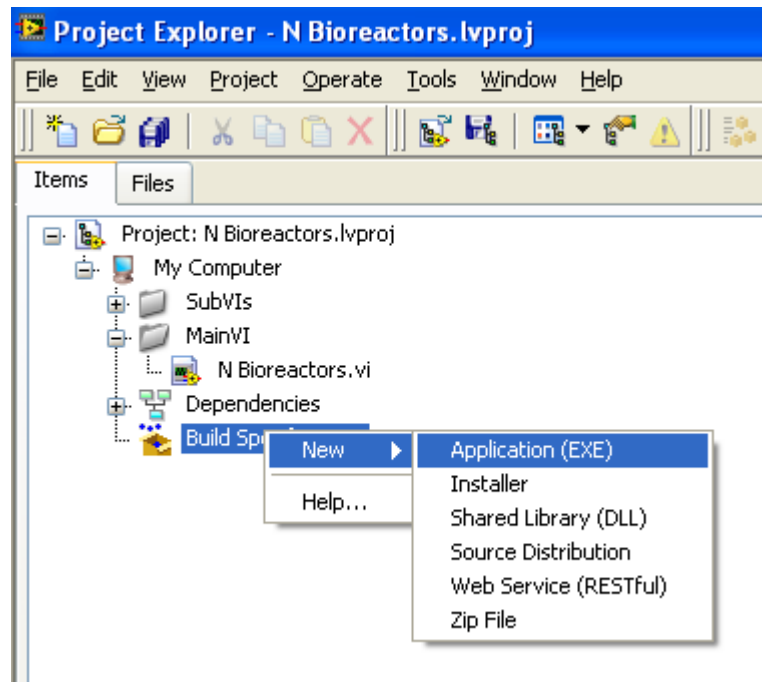 Project Explorer - N Bioreactors.lvproj
File Edit View Project Operate Tools Window Help
Items Files
Project: N Bioreactors.lvproj
My Computer
SubVIs
MainVI
N Bioreactors.vi
Dependencies
Build
New
Help...
Application (EXE)
Installer
Shared Library (DLL)
Source Distribution
Web Service (RESTful)
Zip File